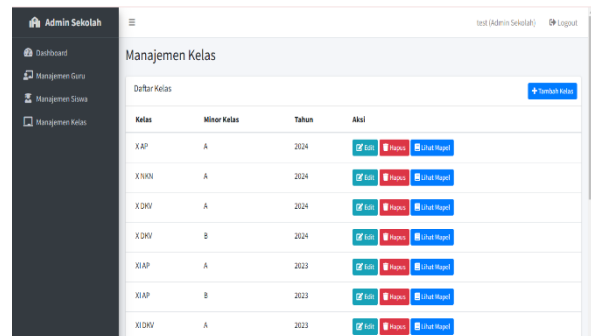 Admin Sekolah
test (Admin Sekolah) Logout
Dashboard
Manajemen Guru
Manajemen Siswa
Manajemen Kelas
Manajemen Kelas
Daftar Kelas
Tambah Kelas
Kelas Minor Kelas Tahun Aksi
X AP A 2024 Edit Hapus Lihat Mapel
X NKN A 2024 Edit Hapus Lihat Mapel
X DKV A 2024 Edit Hapus Lihat Mapel
X DKV B 2024 Edit Hapus Lihat Mapel
XI AP A 2023 Edit Hapus Lihat Mapel
XI AP B 2023 Edit Hapus Lihat Mapel
XI DKV A 2023 Edit Hapus Lihat Mapel